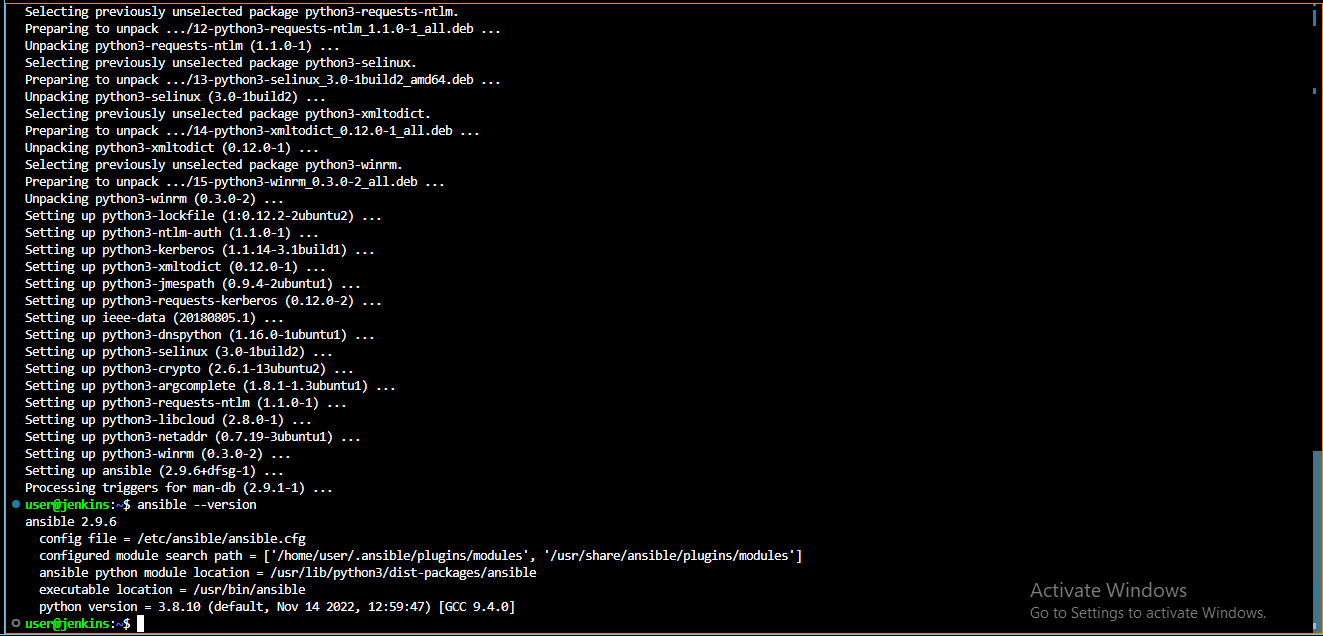 Selecting previously unselected package python3-requests-ntlm.
Preparing to unpack .../12-python3-requests-ntlm_1.1.0-1_all.deb ...
Unpacking python3-requests-ntlm (1.1.0-1) ...
Selecting previously unselected package python3-selinux.
Preparing to unpack .../13-python3-selinux_3.0-1build2_amd64.deb ...
Unpacking python3-selinux (3.0-1build2) ...
Selecting previously unselected package python3-xmltodict.
Preparing to unpack .../14-python3-xmltodict_0.12.0-1_all.deb ...
Unpacking python3-xmltodict (0.12.0-1) ...
Selecting previously unselected package python3-winrm.
Preparing to unpack .../15-python3-winrm_0.3.0-2_all.deb ...
Unpacking python3-winrm (0.3.0-2) ...
Setting up python3-lockfile (1:0.12.2-2ubuntu2) ...
Setting up python3-ntlm-auth (1.1.0-1) ...
Setting up python3-kerberos (1.1.14-3.1build1) ...
Setting up python3-xmltodict (0.12.0-1) ...
Setting up python3-jmespath (0.9.4-2ubuntu1) ...
Setting up python3-requests-kerberos (0.12.0-2) ...
Setting up ieee-data (20180805.1) ...
Setting up python3-dnspython (1.16.0-1ubuntu1) ...
Setting up python3-selinux (3.0-1build2) ...
Setting up python3-crypto (2.6.1-13ubuntu2) ...
Setting up python3-argcomplete (1.8.1-1.3ubuntu1) ...
Setting up python3-requests-ntlm (1.1.0-1) ...
Setting up python3-libcloud (2.8.0-1) ...
Setting up python3-netaddr (0.7.19-3ubuntu1) ...
Setting up python3-winrm (0.3.0-2) ...
Setting up ansible (2.9.6+dfsg-1) ...
Processing triggers for man-db (2.9.1-1) ...
user@jenkins:~$ ansible --version
ansible 2.9.6
  config file = /etc/ansible/ansible.cfg
  configured module search path = ['/home/user/.ansible/plugins/modules', '/usr/share/ansible/plugins/modules']
  ansible python module location = /usr/lib/python3/dist-packages/ansible
  executable location = /usr/bin/ansible
  python version = 3.8.10 (default, Nov 14 2022, 12:59:47) [GCC 9.4.0]
user@jenkins:~$
Activate Windows
Go to Settings to activate Windows.